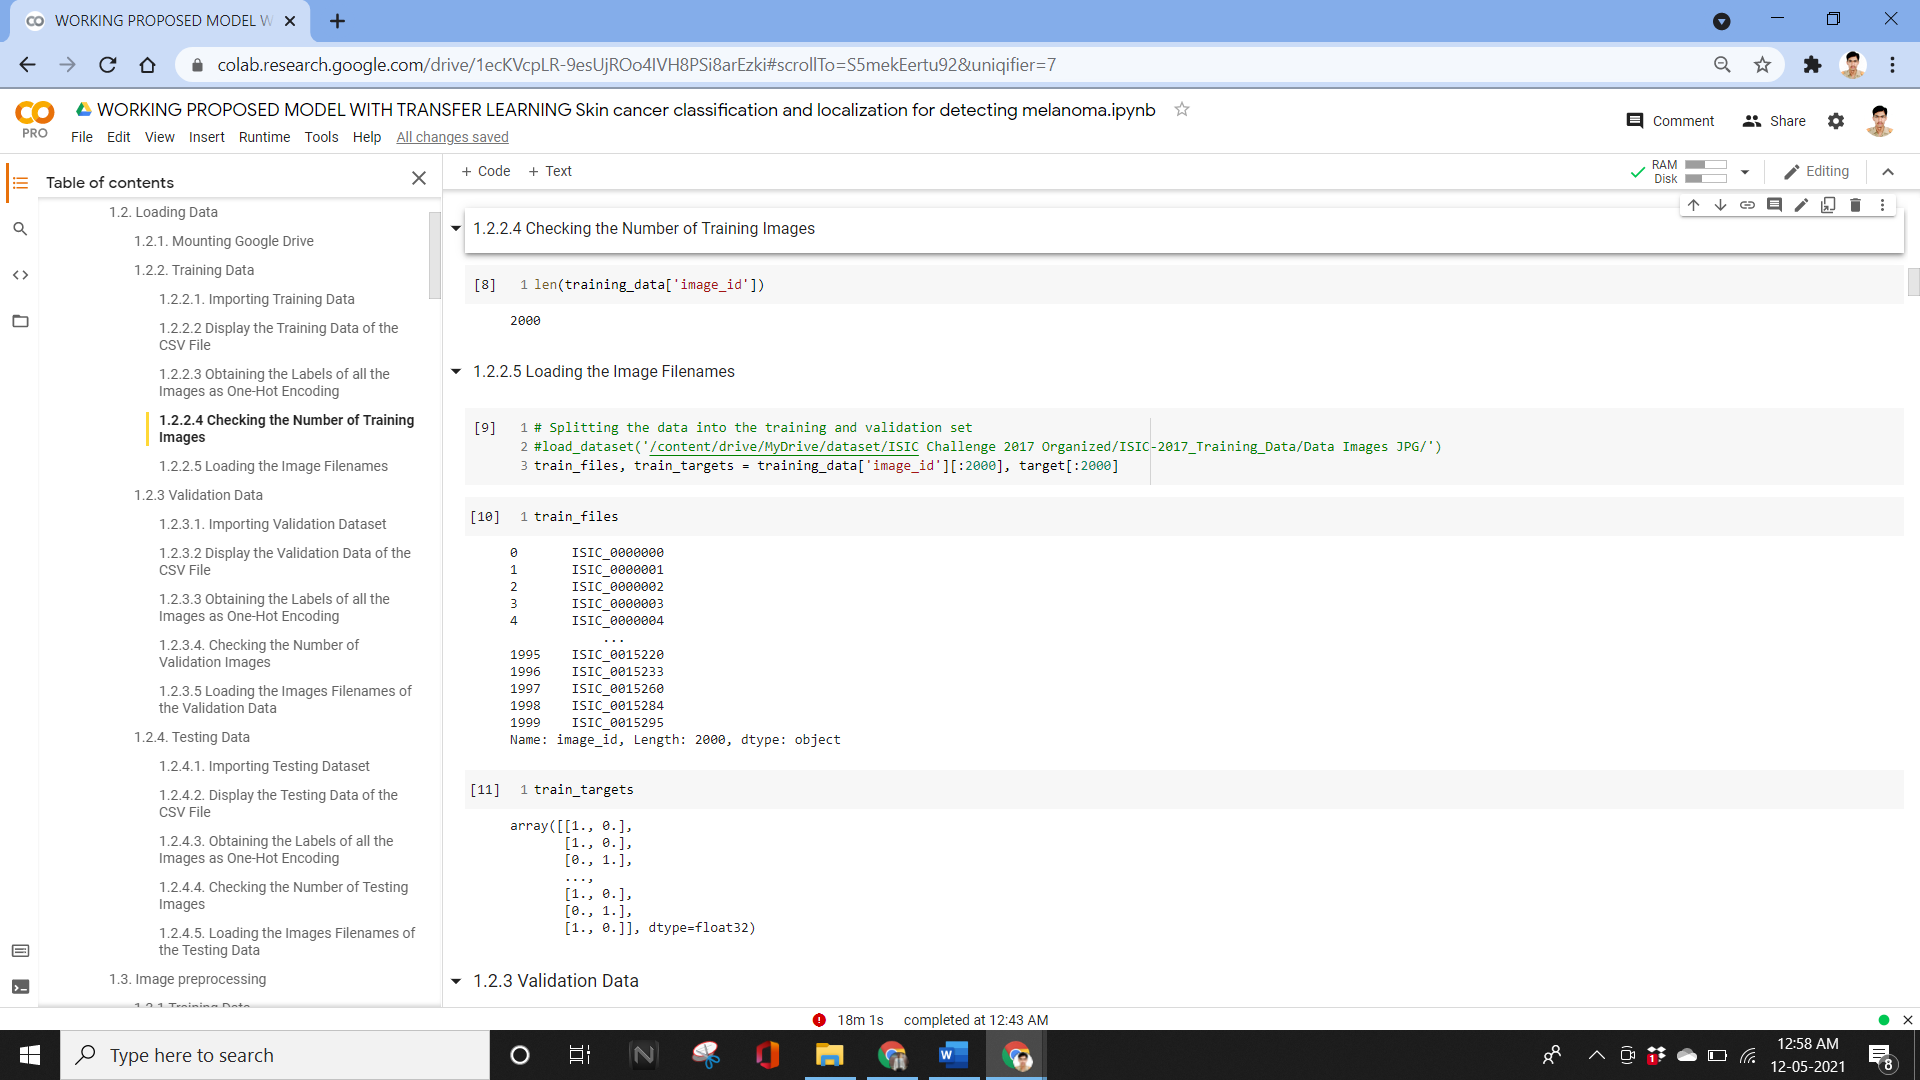 WORKING PROPOSED MODEL W
colab.research.google.com/drive/1ecKVcpLR-9esUjROo4IVH8PSi8arEzki#scrollTo=S5mekEertu92&uniqifier=7
PRO
WORKING PROPOSED MODEL WITH TRANSFER LEARNING Skin cancer classification and localization for detecting melanoma.ipynb
File Edit View Insert Runtime Tools Help All changes saved
Comment Share
Table of contents
+ Code + Text
RAM
Disk
Editing
1.2. Loading Data
1.2.1. Mounting Google Drive
1.2.2. Training Data
1.2.2.1. Importing Training Data
1.2.2.2 Display the Training Data of the
CSV File
1.2.2.3 Obtaining the Labels of all the
Images as One-Hot Encoding
1.2.2.4 Checking the Number of Training
Images
1.2.2.5 Loading the Image Filenames
1.2.3 Validation Data
1.2.3.1. Importing Validation Dataset
1.2.3.2 Display the Validation Data of the
CSV File
1.2.3.3 Obtaining the Labels of all the
Images as One-Hot Encoding
1.2.3.4. Checking the Number of
Validation Images
1.2.3.5 Loading the Images Filenames of
the Validation Data
1.2.4. Testing Data
1.2.4.1. Importing Testing Dataset
1.2.4.2. Display the Testing Data of the
CSV File
1.2.4.3. Obtaining the Labels of all the
Images as One-Hot Encoding
1.2.4.4. Checking the Number of Testing
Images
1.2.4.5. Loading the Images Filenames of
the Testing Data
1.3. Image preprocessing
1.3.1 Training Data
1.2.2.4 Checking the Number of Training Images
[8] 1 len(training_data['image_id'])
2000
1.2.2.5 Loading the Image Filenames
[9] 1 # Splitting the data into the training and validation set
2 #load_dataset('/content/drive/MyDrive/dataset/ISIC Challenge 2017 Organized/ISIC-2017_Training_Data/Data Images JPG/')
3 train_files, train_targets = training_data['image_id'][:2000], target[:2000]
[10] 1 train_files
0 ISIC_0000000
1 ISIC_0000001
2 ISIC_0000002
3 ISIC_0000003
4 ISIC_0000004
...
1995 ISIC_0015220
1996 ISIC_0015233
1997 ISIC_0015260
1998 ISIC_0015284
1999 ISIC_0015295
Name: image_id, Length: 2000, dtype: object
[11] 1 train_targets
array([[1., 0.],
[1., 0.],
[0., 1.],
...,
[1., 0.],
[0., 1.],
[1., 0.]], dtype=float32)
1.2.3 Validation Data
18m 1s completed at 12:43 AM
Type here to search
12:58 AM
12-05-2021
8